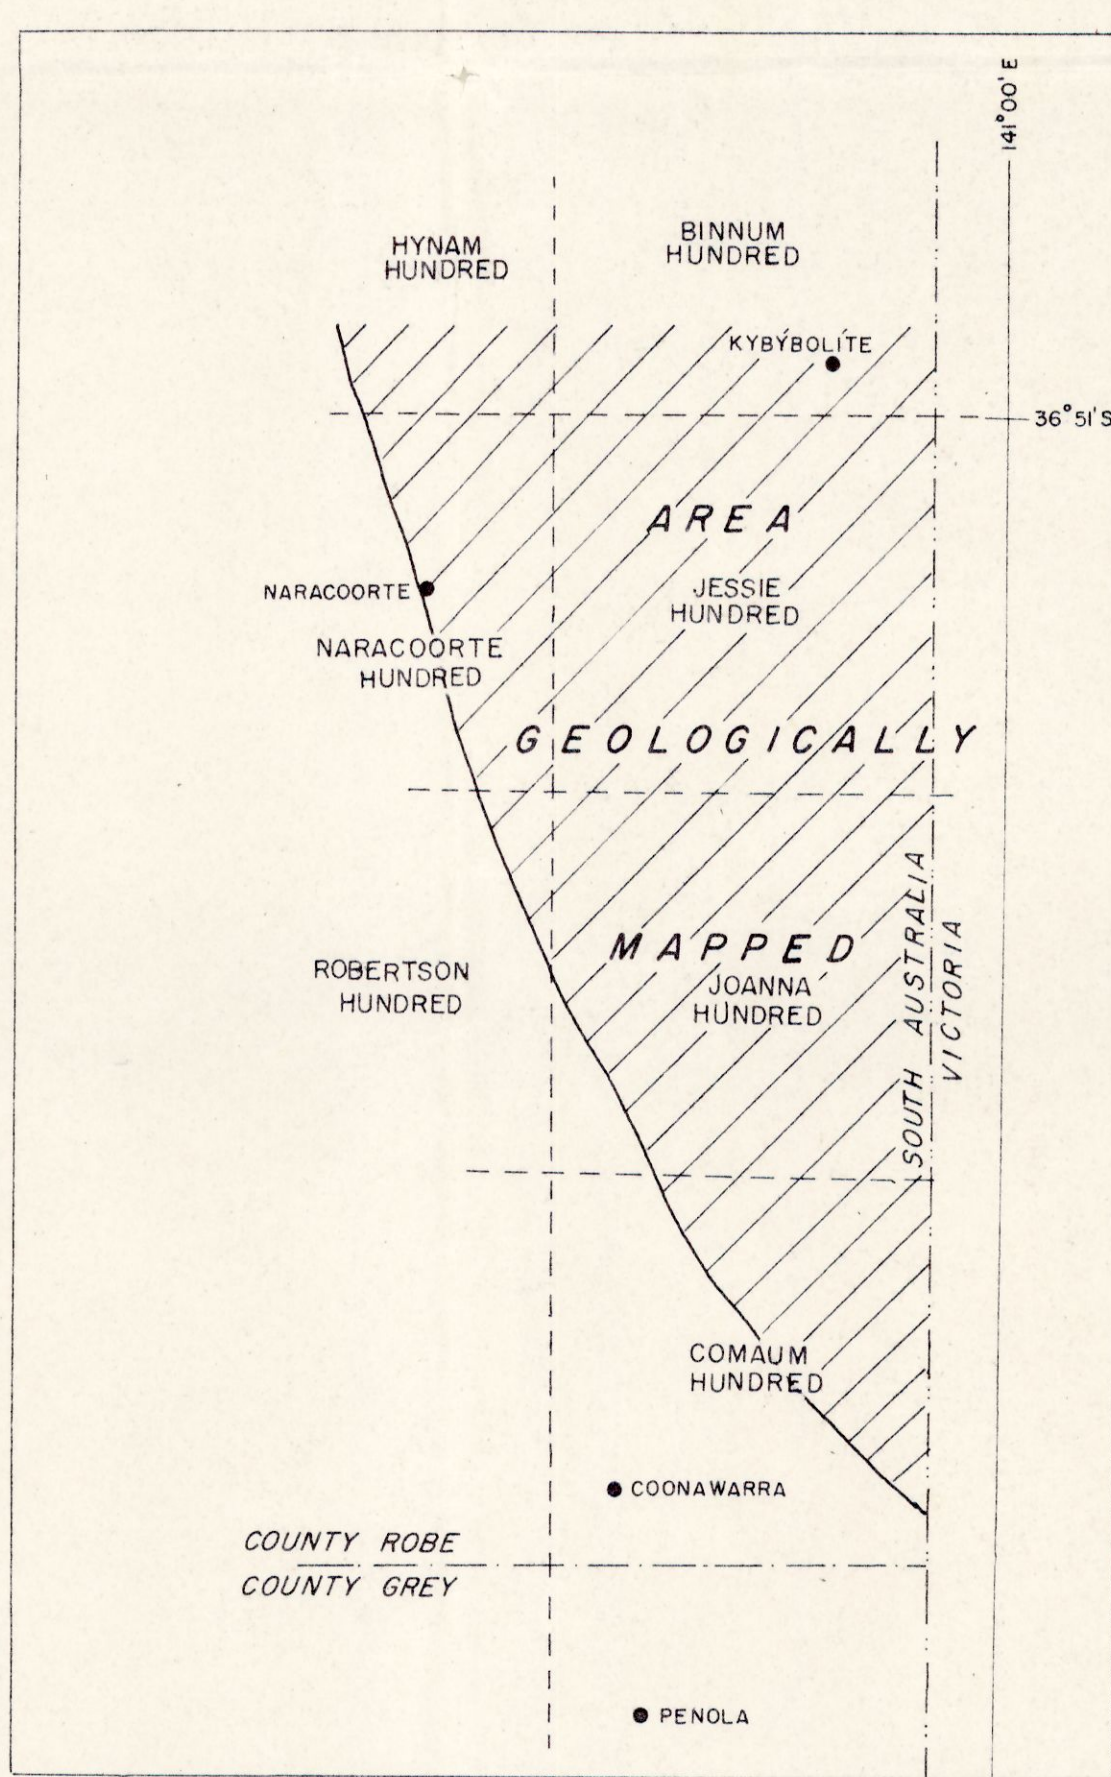 141°00' E
HYNAM
HUNDRED
BINNUM
HUNDRED
KYBYBOLITE
36°51'S
AREA
NARACOORTE
JESSIE
HUNDRED
NARACOORTE
HUNDRED
GEOLOGICALLY
MAPPED
ROBERTSON
HUNDRED
JOANNA
HUNDRED
SOUTH AUSTRALIA
VICTORIA
COMAUM
HUNDRED
COONAWARRA
COUNTY ROBE
COUNTY GREY
PENOLA